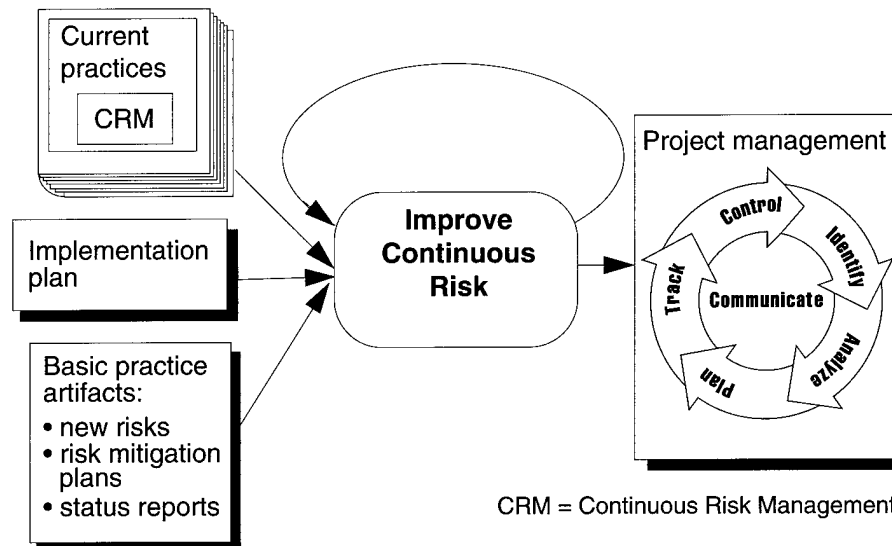 Current
practices
CRM
Implementation
plan
Basic practice
artifacts:
• new risks
• risk mitigation
plans
• status reports
Improve
Continuous
Risk
Project management
Control
Identify
Analyze
Plan
Track
Communicate
CRM = Continuous Risk Management